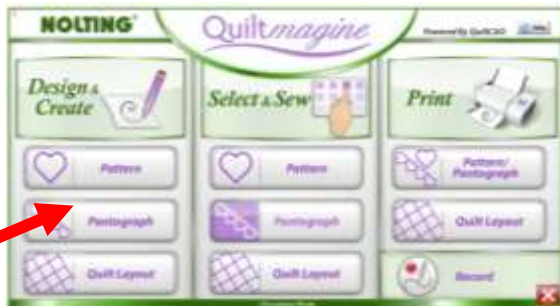 NOLTING
Quiltmagine
Powered By QuiltCAD
Design &
Create
Select & Sew
Print
Pattern
Pattern
Pattern/
Pantograph
Pantograph
Pantograph
Quilt Layout
Quilt Layout
Quilt Layout
Record